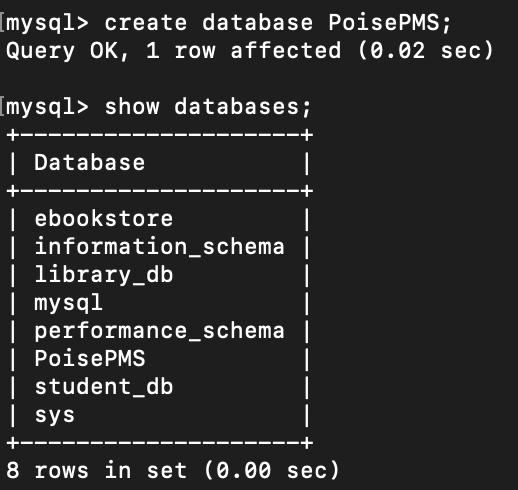 [mysql> create database PoisePMS;
Query OK, 1 row affected (0.02 sec)
[mysql> show databases;
+--------------------+
| Database           |
+--------------------+
| ebookstore         |
| information_schema |
| library_db         |
| mysql              |
| performance_schema |
| PoisePMS           |
| student_db         |
| sys                |
+--------------------+
8 rows in set (0.00 sec)